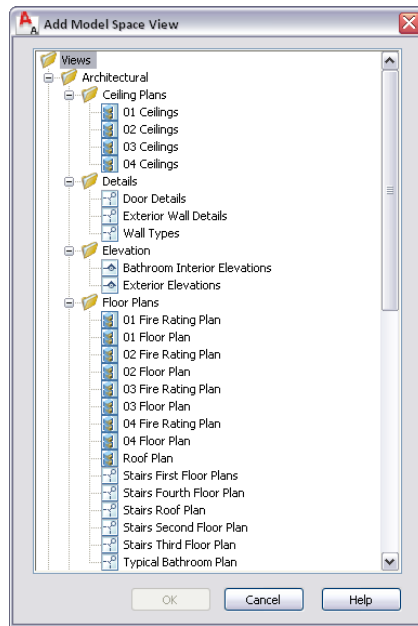 Add Model Space View
Views
Architectural
Ceiling Plans
01 Ceilings
02 Ceilings
03 Ceilings
04 Ceilings
Details
Door Details
Exterior Wall Details
Wall Types
Elevation
Bathroom Interior Elevations
Exterior Elevations
Floor Plans
01 Fire Rating Plan
01 Floor Plan
02 Fire Rating Plan
02 Floor Plan
03 Fire Rating Plan
03 Floor Plan
04 Fire Rating Plan
04 Floor Plan
Roof Plan
Stairs First Floor Plans
Stairs Fourth Floor Plan
Stairs Roof Plan
Stairs Second Floor Plan
Stairs Third Floor Plan
Typical Bathroom Plan
OK Cancel Help